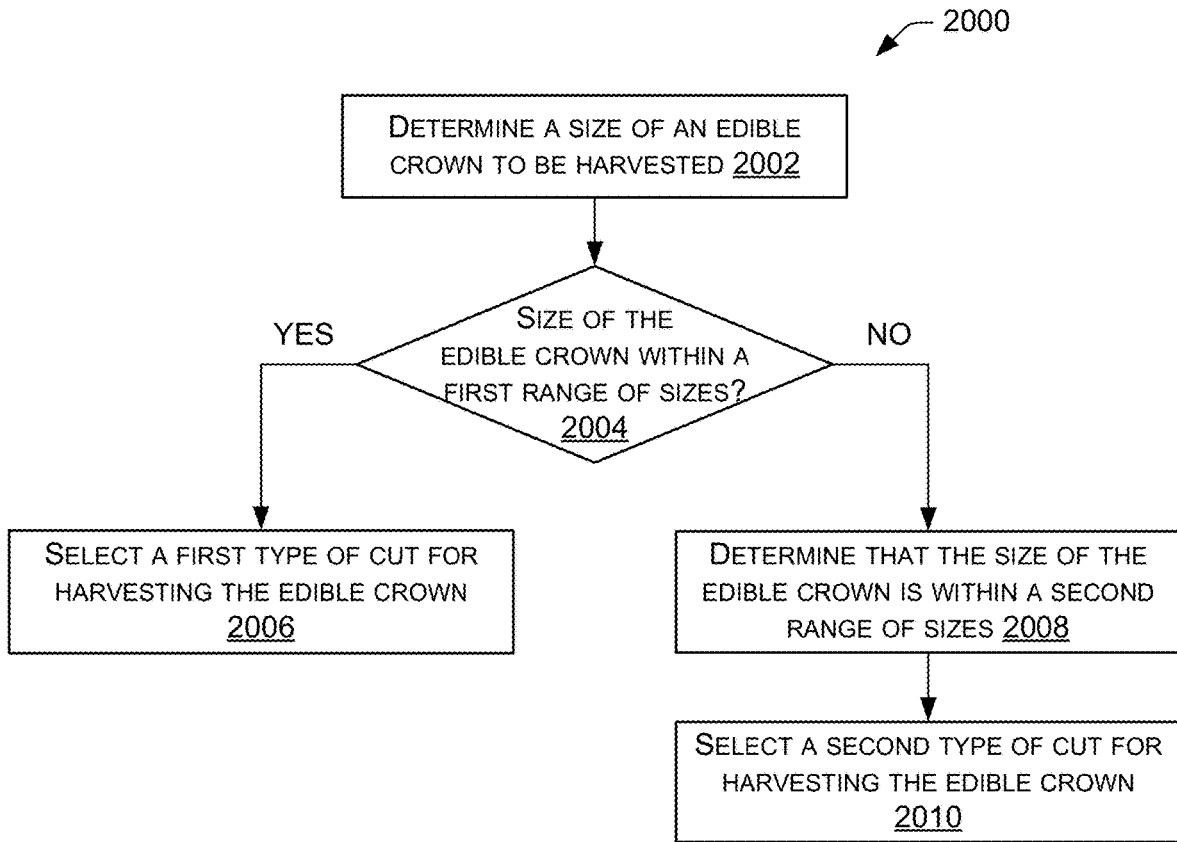 2000
DETERMINE A SIZE OF AN EDIBLE
CROWN TO BE HARVESTED 2002
SIZE OF THE
EDIBLE CROWN WITHIN A
FIRST RANGE OF SIZES?
2004
YES
NO
SELECT A FIRST TYPE OF CUT FOR
HARVESTING THE EDIBLE CROWN
2006
DETERMINE THAT THE SIZE OF THE
EDIBLE CROWN IS WITHIN A SECOND
RANGE OF SIZES 2008
SELECT A SECOND TYPE OF CUT FOR
HARVESTING THE EDIBLE CROWN
2010